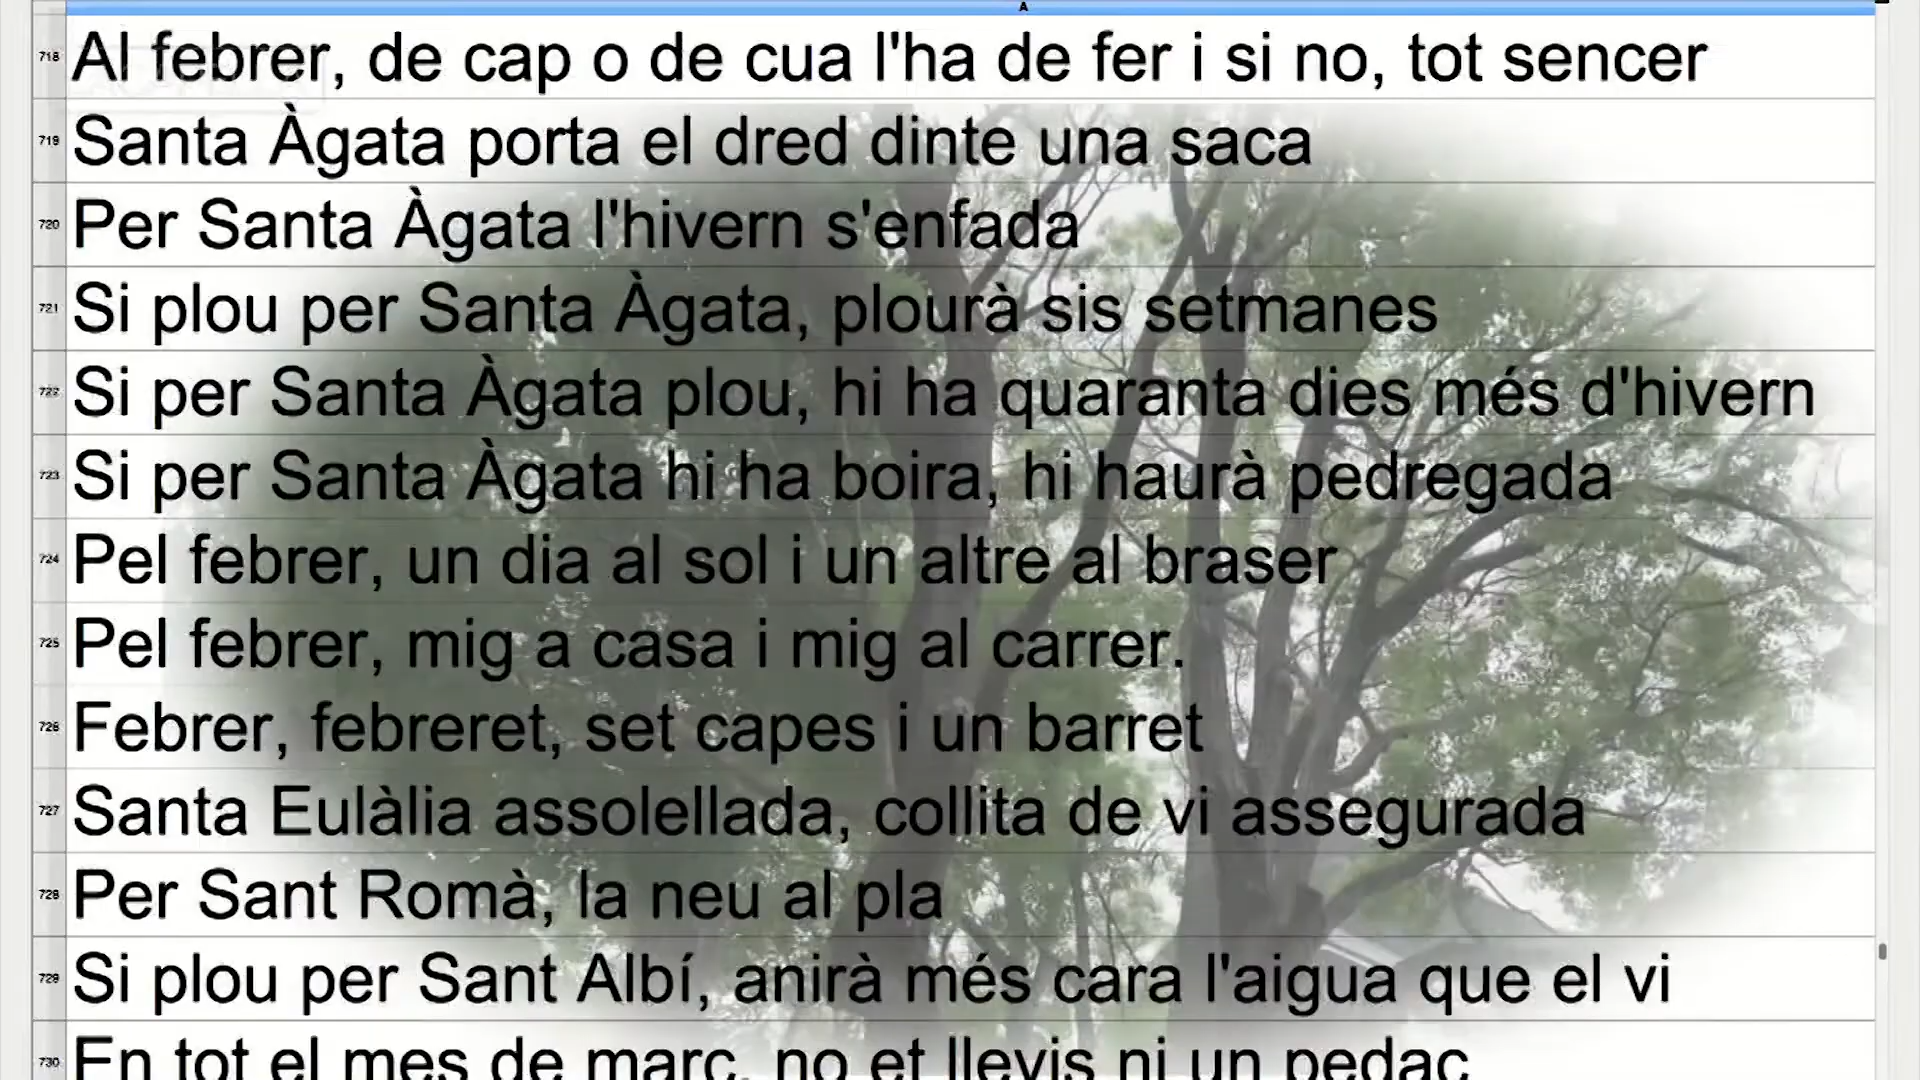 A
718 Al febrer, de cap o de cua l'ha de fer i si no, tot sencer
719 Santa Àgata porta el dred dinte una saca
720 Per Santa Àgata l'hivern s'enfada
721 Si plou per Santa Àgata, plourà sis setmanes
722 Si per Santa Àgata plou, hi ha quaranta dies més d'hivern
723 Si per Santa Àgata hi ha boira, hi haurà pedregada
724 Pel febrer, un dia al sol i un altre al braser
725 Pel febrer, mig a casa i mig al carrer.
726 Febrer, febreret, set capes i un barret
727 Santa Eulàlia assolellada, collita de vi assegurada
728 Per Sant Romà, la neu al pla
729 Si plou per Sant Albí, anirà més cara l'aigua que el vi
730 En tot el mes de març, no et llevis ni un pedaç